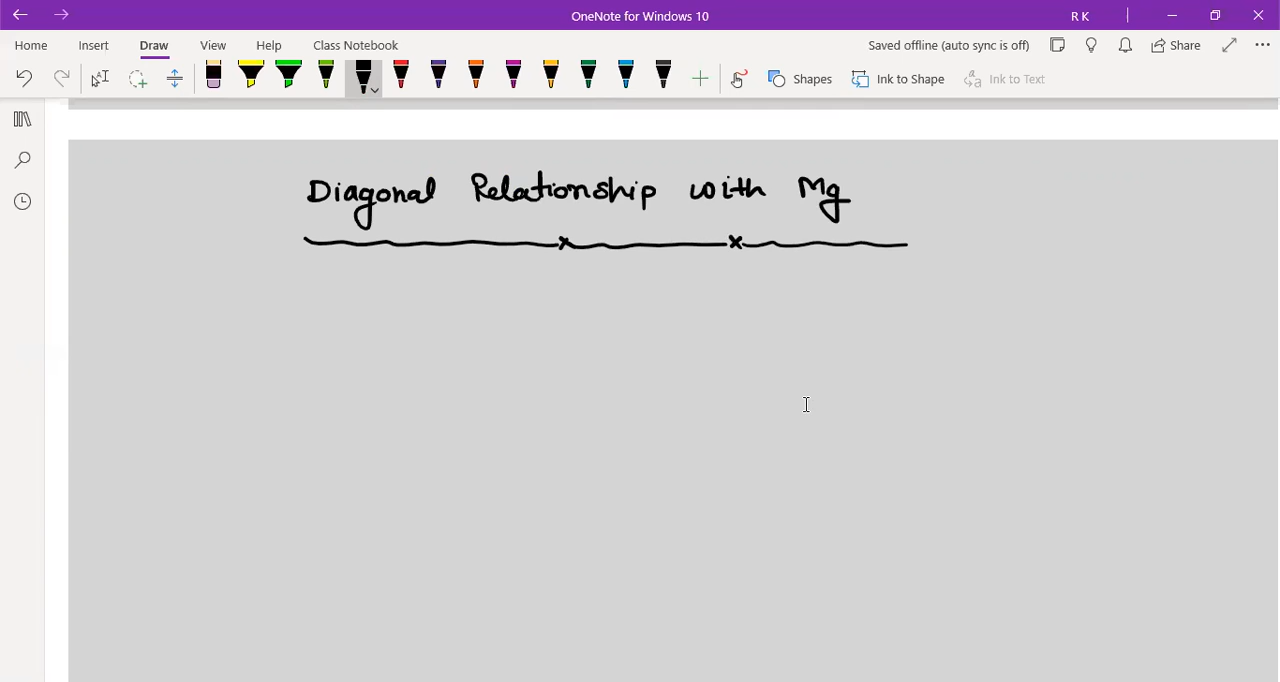 OneNote for Windows 10
R K
Home Insert Draw View Help Class Notebook
Saved offline (auto sync is off) Share
Shapes Ink to Shape Ink to Text
Diagonal Relationship with Mg